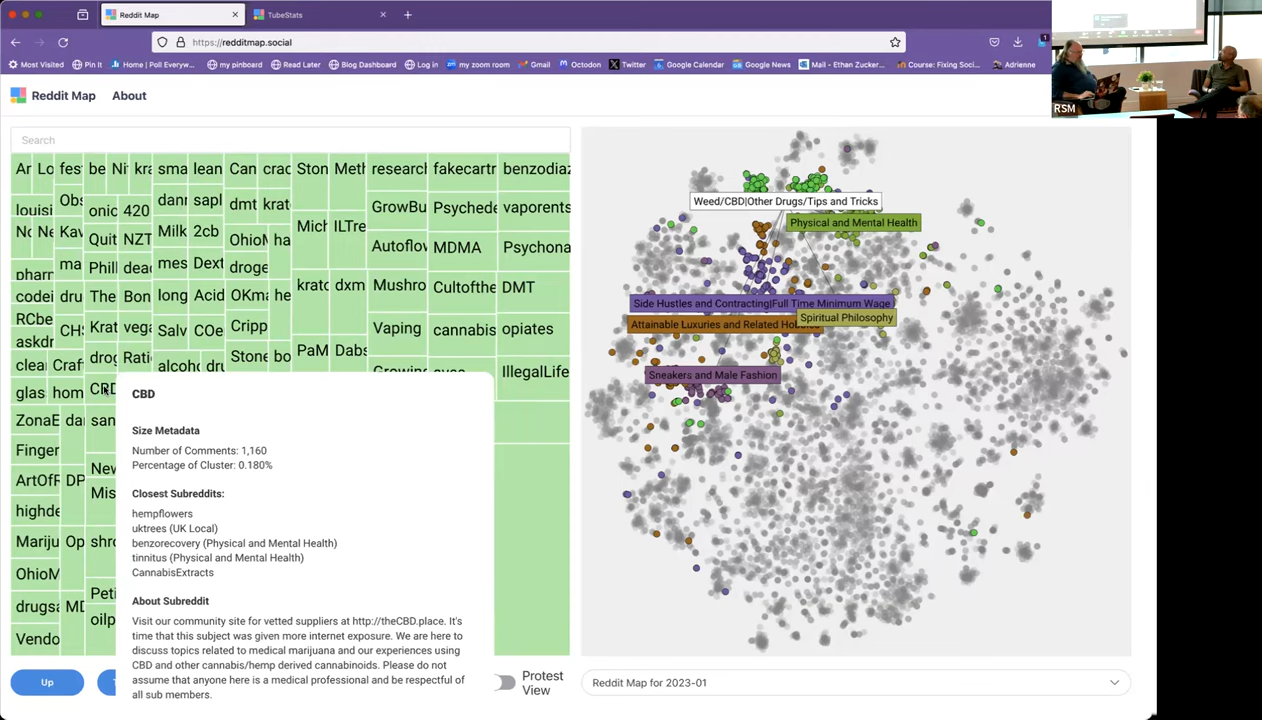 Reddit Map
TubeStats
https://redditmap.social
Most Visited
Pin It
Home | Poll Everyw...
my pinboard
Read Later
Blog Dashboard
Log in
my zoom room
Gmail
Octodon
Twitter
Google Calendar
Google News
Mail - Ethan Zucker...
Course: Fixing Soci...
Adrienne
RSM
Reddit Map
About
Search
Ar
Lo
fes
be
Ni
kra
sma
lean
Can
crac
Ston
Meth
research
fakecartr
benzodiaz
louisi
Obs
onic
420
danr
sapl
dmt
krat
Mich
ILTre
GrowBu
Psychede
vaporents
No
Ne
Kav
Quit
NZT
Milk
2cb
OhioM
ha
Autoflov
MDMA
Psychona
pharn
ma
Phill
dea
mes
Dext
droge
krato
dxm
Mushro
Cultofthe
DMT
codei
dru
The
Bon
long
Acid
OKma
he
RCbe
CHS
Krat
vega
Salv
COe
Cripp
Vaping
cannabis
opiates
askdr
clea
Craf
drog
Rati
alcoho
dru
Stone
bo
PaM
Dabs
IllegalLife
glas
hom
CBD
ZonaE
da
san
Finger
New
ArtOfR
DP
Mis
highde
Mariju
Op
shro
OhioM
Peti
drugsa
MD
oilp
Vendo
CBD
Size Metadata
Number of Comments: 1,160
Percentage of Cluster: 0.180%
Closest Subreddits:
hempflowers
uktrees (UK Local)
benzorecovery (Physical and Mental Health)
tinnitus (Physical and Mental Health)
CannabisExtracts
About Subreddit
Visit our community site for vetted suppliers at http://theCBD.place. It's
time that this subject was given more internet exposure. We are here to
discuss topics related to medical marijuana and our experiences using
CBD and other cannabis/hemp derived cannabinoids. Please do not
assume that anyone here is a medical professional and be respectful of
all sub members.
Up
Protest
View
Weed/CBD|Other Drugs/Tips and Tricks
Physical and Mental Health
Side Hustles and Contracting|Full Time Minimum Wage
Spiritual Philosophy
Attainable Luxuries and Related
Sneakers and Male Fashion
Reddit Map for 2023-01